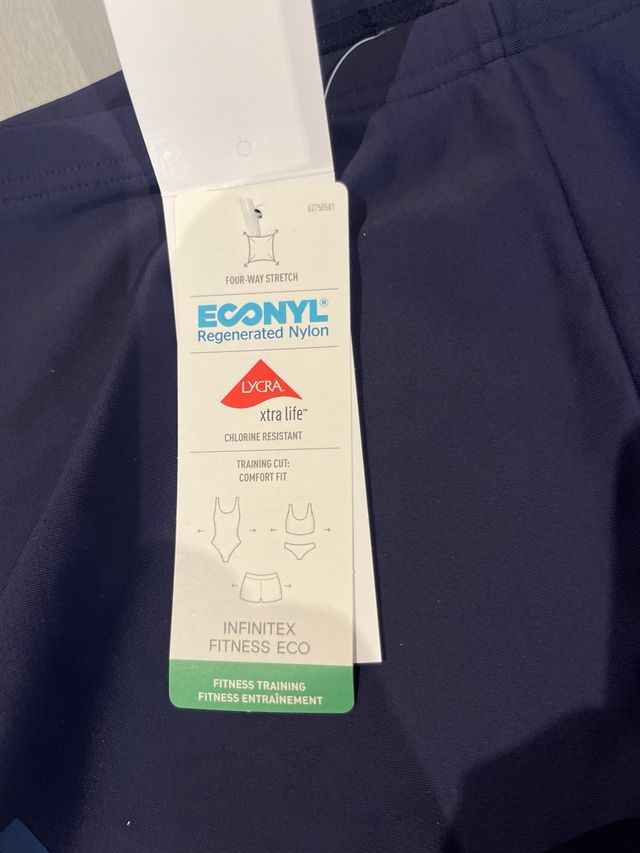 62750581
FOUR-WAY STRETCH
ECONYL®
Regenerated Nylon
LYCRA.
xtra life™
CHLORINE RESISTANT
TRAINING CUT:
COMFORT FIT
INFINITEX
FITNESS ECO
FITNESS TRAINING
FITNESS ENTRAÎNEMENT